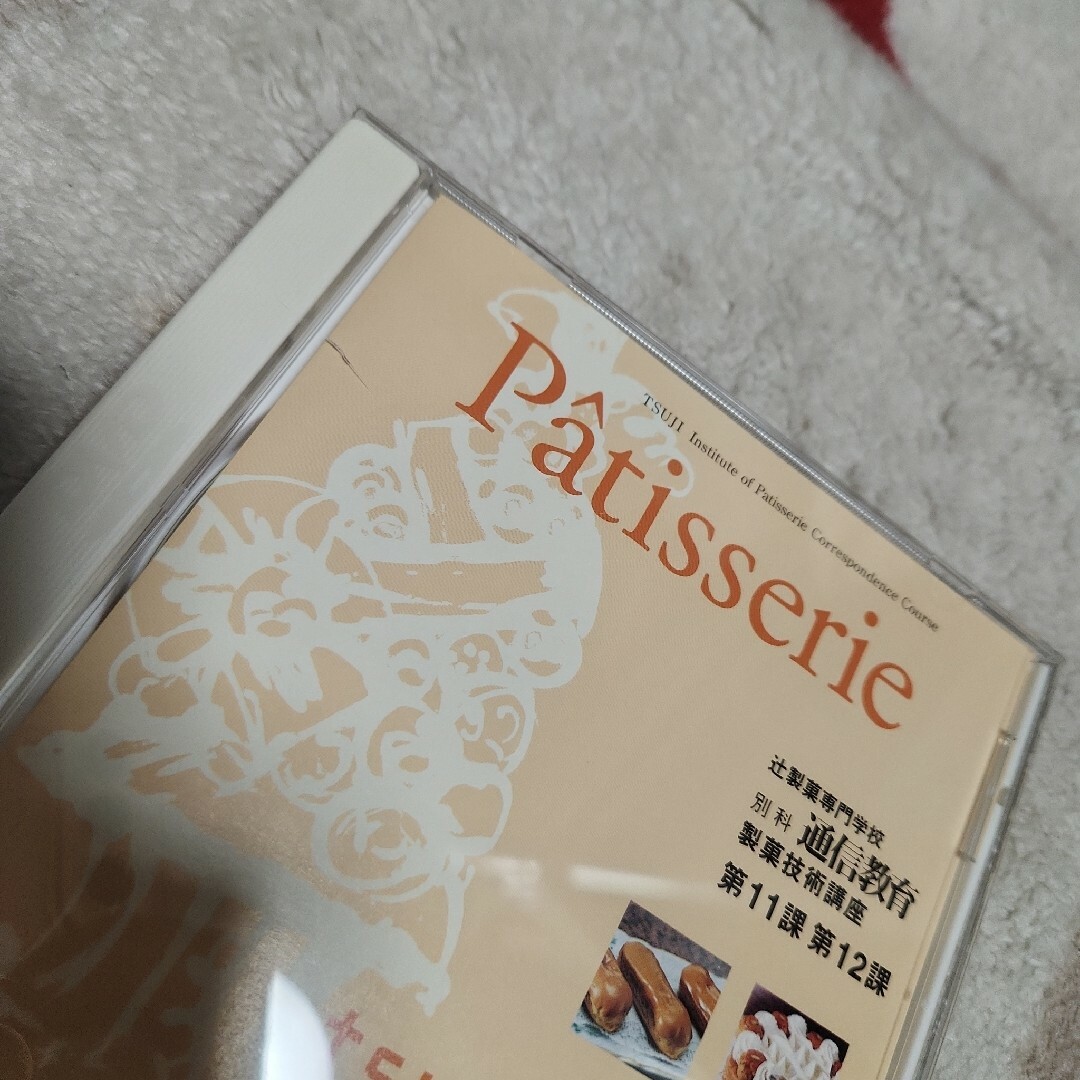 TSUJI Institute of Patisserie Correspondence Course
Pâtisserie
辻製菓専門学校
別科 通信教育
製菓技術講座
第11課 第12課